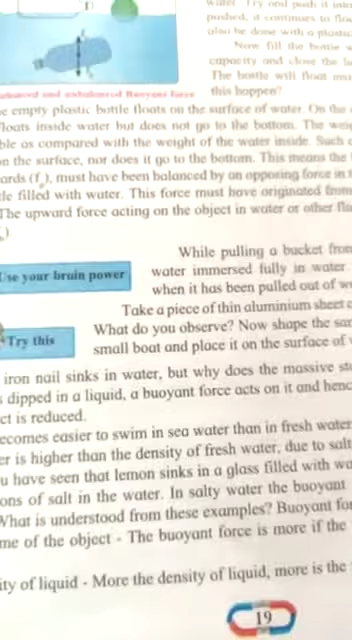 water. Try and push it
pushed, it continues to
also be done with a plastic
Now fill the bottle
capacity and close the
The bottle will float
this happen?
and unbalanced Buoyant force
empty plastic bottle floats on the surface of water. On the
floats inside water but does not go to the bottom. The
ble as compared with the weight of the water inside. Such
on the surface, nor does it go to the bottom. This means the
ards (f), must have been balanced by an opposing force in
tle filled with water. This force must have originated from
The upward force acting on the object in water or other
While pulling a bucket from
Use your brain power
water immersed fully in water
when it has been pulled out of
Take a piece of thin aluminium sheet
Try this
What do you observe? Now shape the
small boat and place it on the surface of
iron nail sinks in water, but why does the massive
dipped in a liquid, a buoyant force acts on it and
ct is reduced.
ecomes easier to swim in sea water than in fresh water
er is higher than the density of fresh water, due to salt
u have seen that lemon sinks in a glass filled with
ons of salt in the water. In salty water the buoyant
What is understood from these examples? Buoyant
me of the object - The buoyant force is more if the
ity of liquid - More the density of liquid, more is the
19